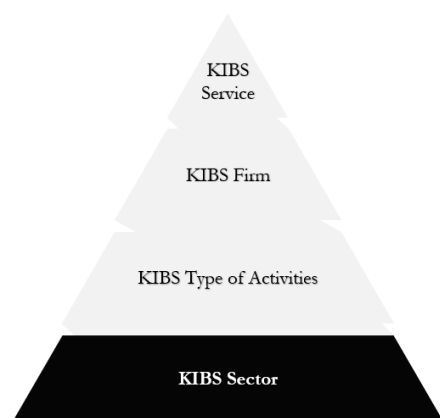 KIBS
Service
KIBS Firm
KIBS Type of Activities
KIBS Sector